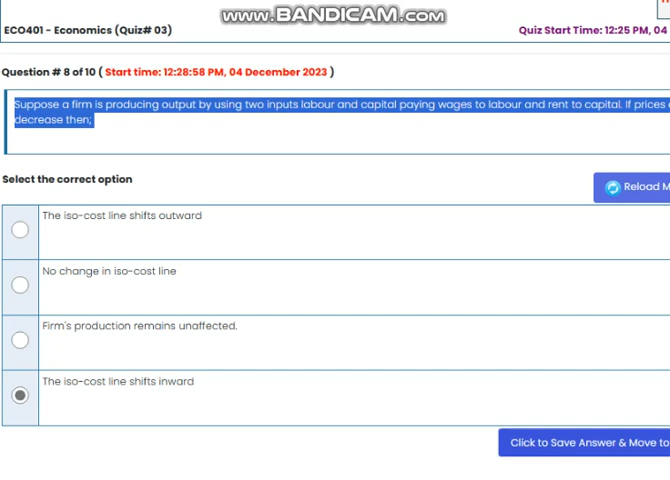 www.BANDICAM.com
ECO401 - Economics (Quiz# 03)
Quiz Start Time: 12:25 PM, 04
Question # 8 of 10 ( Start time: 12:28:58 PM, 04 December 2023 )
Suppose a firm is producing output by using two inputs labour and capital paying wages to labour and rent to capital. If prices
decrease then;
Select the correct option
Reload M
The iso-cost line shifts outward
No change in iso-cost line
Firm's production remains unaffected.
The iso-cost line shifts inward
Click to Save Answer & Move to